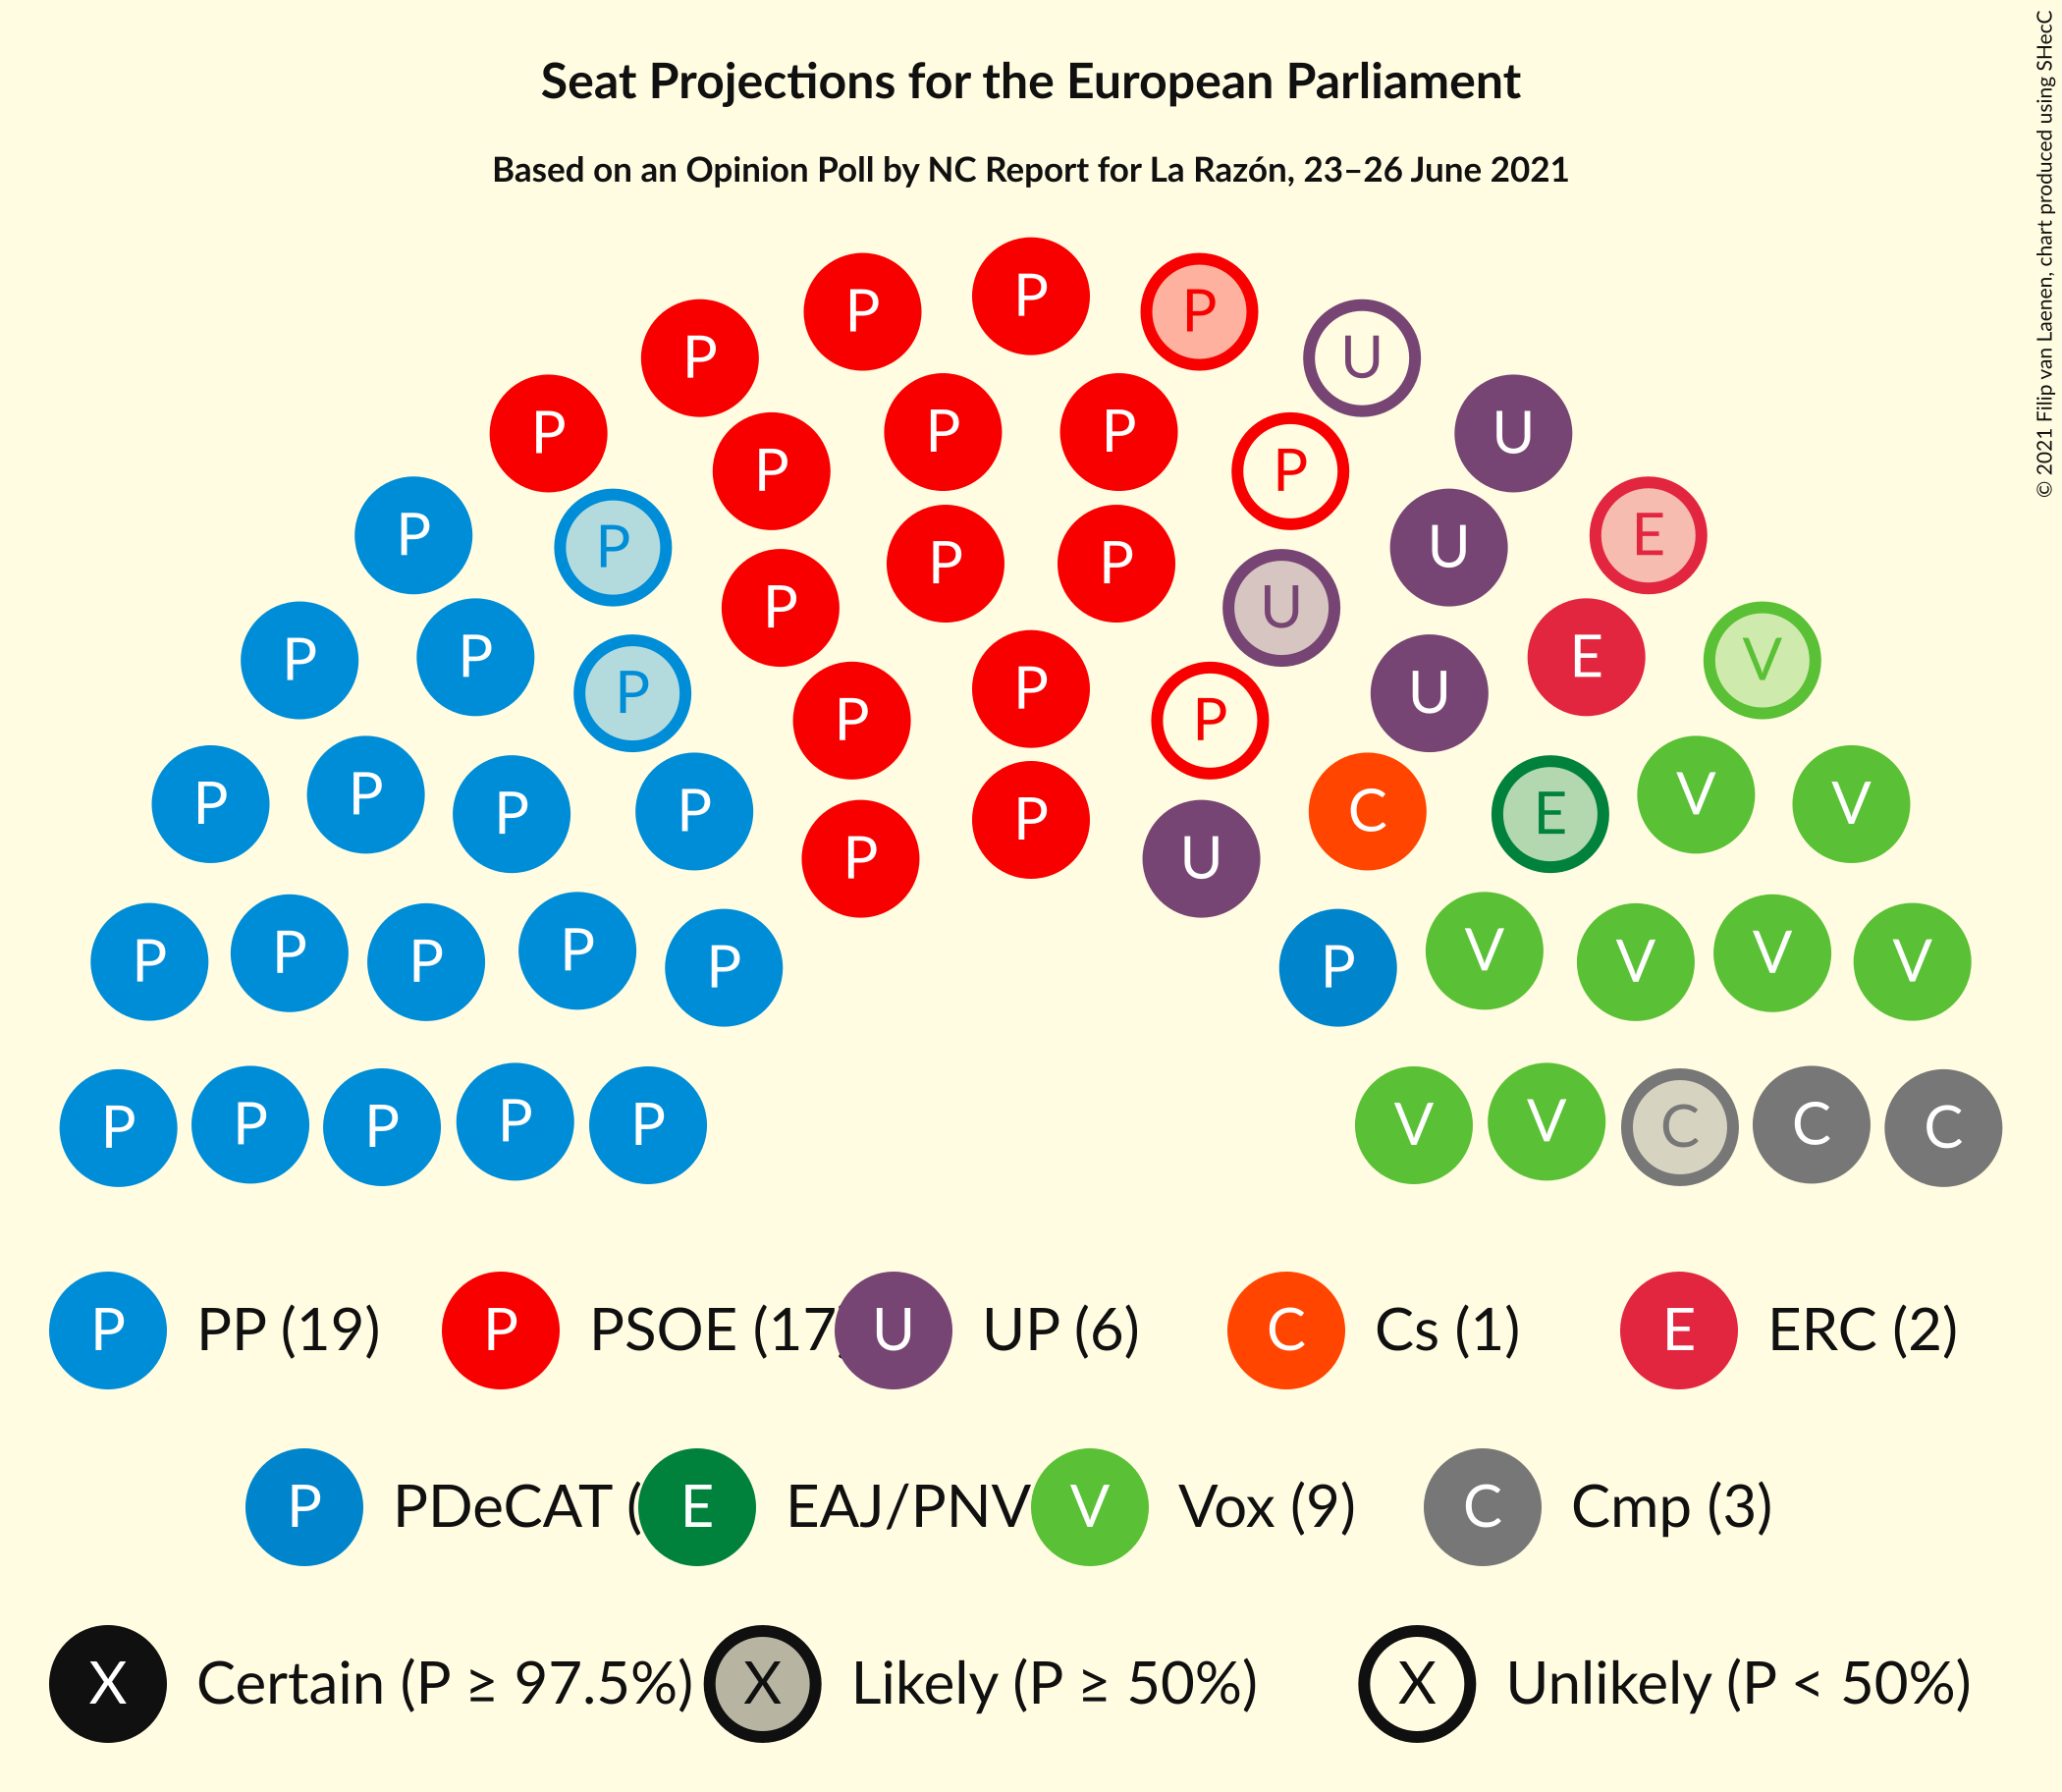 Seat Projections for the European Parliament
Based on an Opinion Poll by NC Report for La Razón, 23–26 June 2021
© 2021 Filip van Laenen, chart produced using SHecC
P P P U
P P U
P P P P U
P P E
P P P E
P P U
P P E V
P P P U
P P V V
P P P C E
P P U
P P P P P P V V V V
P P P P P V V C C C
P PP (19) P PSOE (17 U UP (6) C Cs (1) E ERC (2)
P PDeCAT ( E EAJ/PNV V Vox (9) C Cmp (3)
X Certain (P ≥ 97.5%) X Likely (P ≥ 50%) X Unlikely (P < 50%)